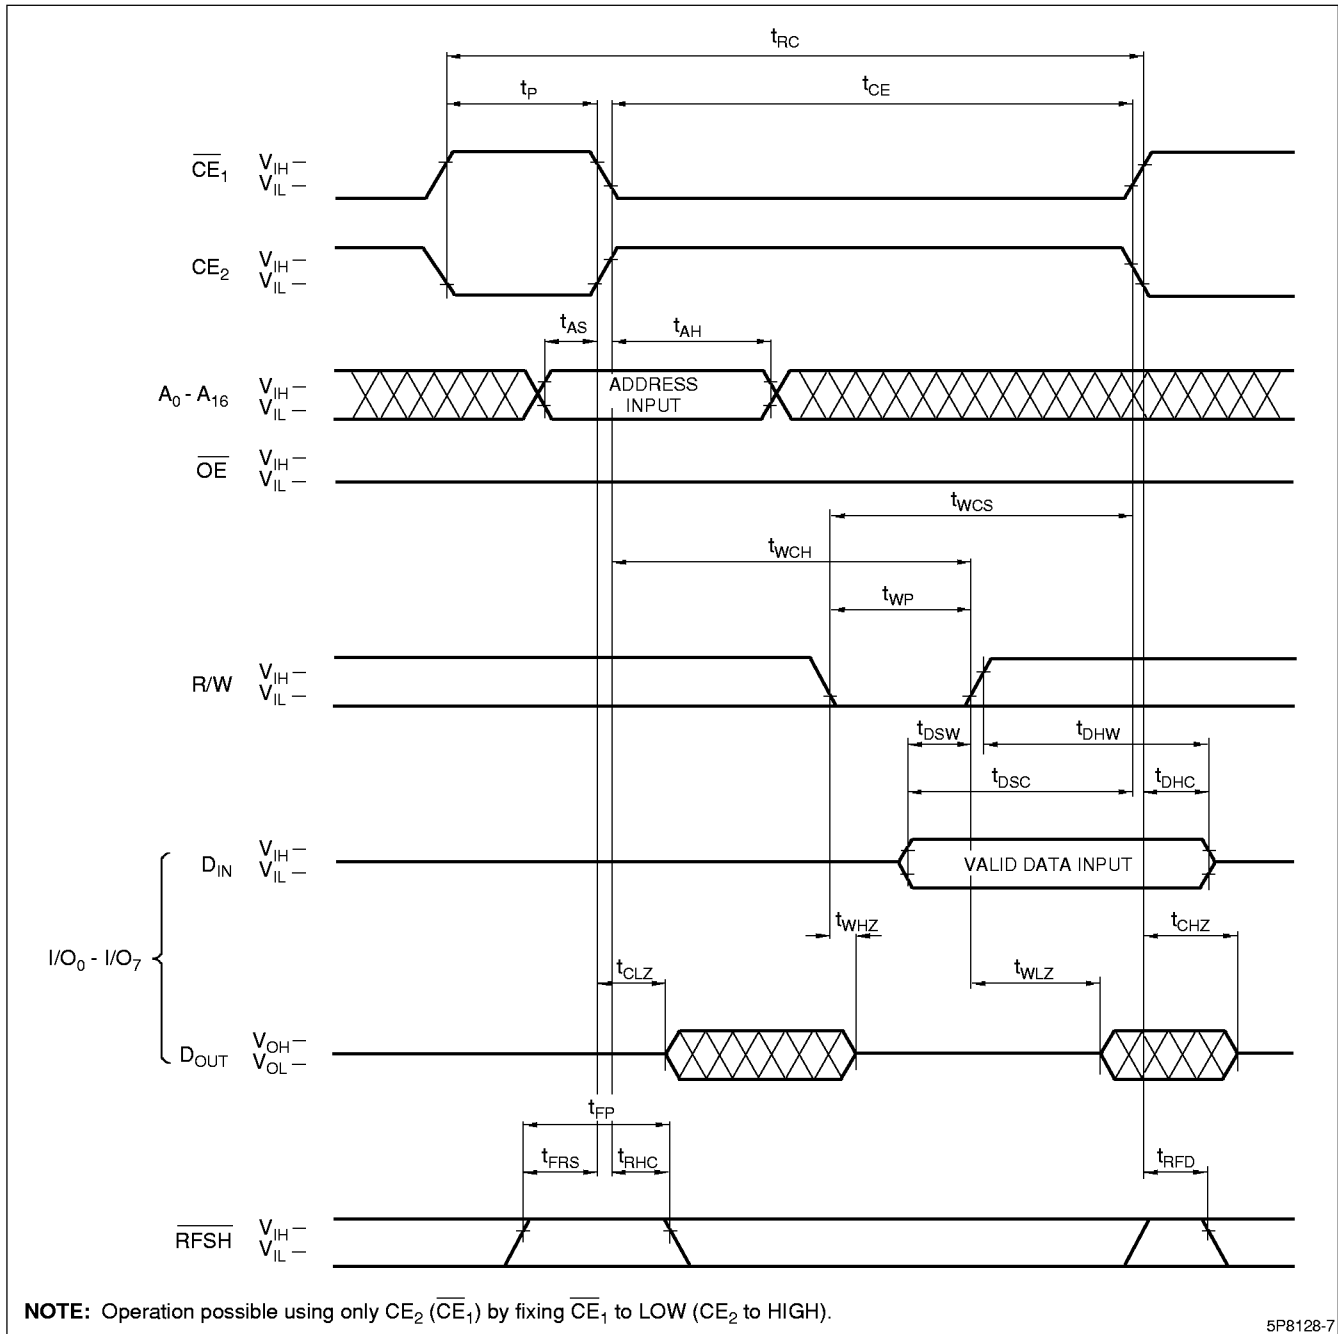 tRC
tP
tCE
CE1 VIH
VIL
CE2 VIH
VIL
tAS
tAH
A0 - A16 VIH
VIL
ADDRESS
INPUT
OE VIH
VIL
tWCS
tWCH
tWP
R/W VIH
VIL
tDSW
tDHW
tDSC
tDHC
DIN VIH
VIL
VALID DATA INPUT
tWHZ
tCHZ
I/O0 - I/O7
tCLZ
tWLZ
DOUT VOH
VOL
tFP
tFRS
tRHC
tRFD
RFSH VIH
VIL
NOTE: Operation possible using only CE2 (CE1) by fixing CE1 to LOW (CE2 to HIGH).
5P8128-7